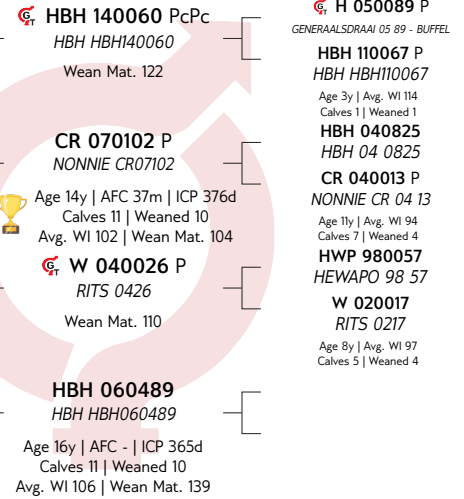 HBH 140060 PcPc
HBH HBH140060
Wean Mat. 122
CR 070102 P
NONNIE CR07102
Age 14y | AFC 37m | ICP 376d
Calves 11 | Weaned 10
Avg. WI 102 | Wean Mat. 104
W 040026 P
RITS 0426
Wean Mat. 110
HBH 060489
HBH HBH060489
Age 16y | AFC - | ICP 365d
Calves 11 | Weaned 10
Avg. WI 106 | Wean Mat. 139
H 050089 P
GENERAALSDRAAI 05 89 - BUFFEL
HBH 110067 P
HBH HBH110067
Age 3y | Avg. WI 114
Calves 1 | Weaned 1
HBH 040825
HBH 04 0825
CR 040013 P
NONNIE CR 04 13
Age 11y | Avg. WI 94
Calves 7 | Weaned 4
HWP 980057
HEWAPO 98 57
W 020017
RITS 0217
Age 8y | Avg. WI 97
Calves 5 | Weaned 4